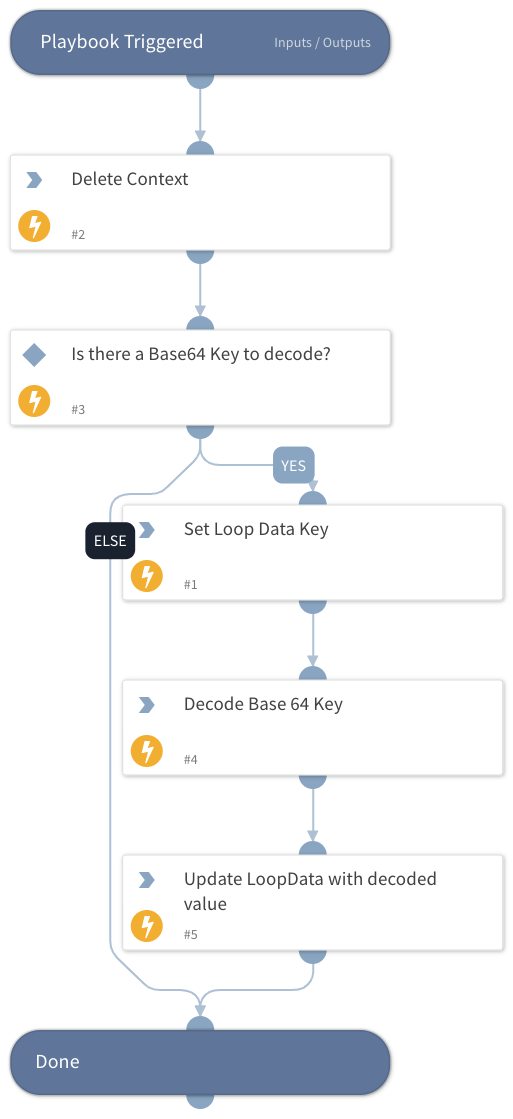 Playbook Triggered
Inputs / Outputs
Delete Context
#2
Is there a Base64 Key to decode?
#3
YES
Set Loop Data Key
ELSE
#1
Decode Base 64 Key
#4
Update LoopData with decoded
value
#5
Done